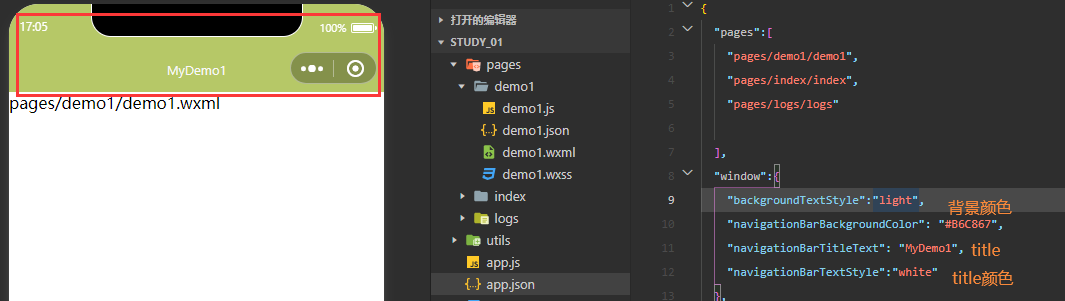 17:05
100%
MyDemo1
pages/demo1/demo1.wxml
打开的编辑器
STUDY_01
pages
demo1
JS demo1.js
{..} demo1.json
demo1.wxml
demo1.wxss
index
logs
utils
JS app.js
{..} app.json
1 {
2 "pages":[
3 "pages/demo1/demo1",
4 "pages/index/index",
5 "pages/logs/logs"
6
7 ],
8 "window":{
9 "backgroundTextStyle":"light",
背景颜色
10 "navigationBarBackgroundColor": "#B6C867",
11 "navigationBarTitleText": "MyDemo1", title
12 "navigationBarTextStyle":"white" title颜色
13 },